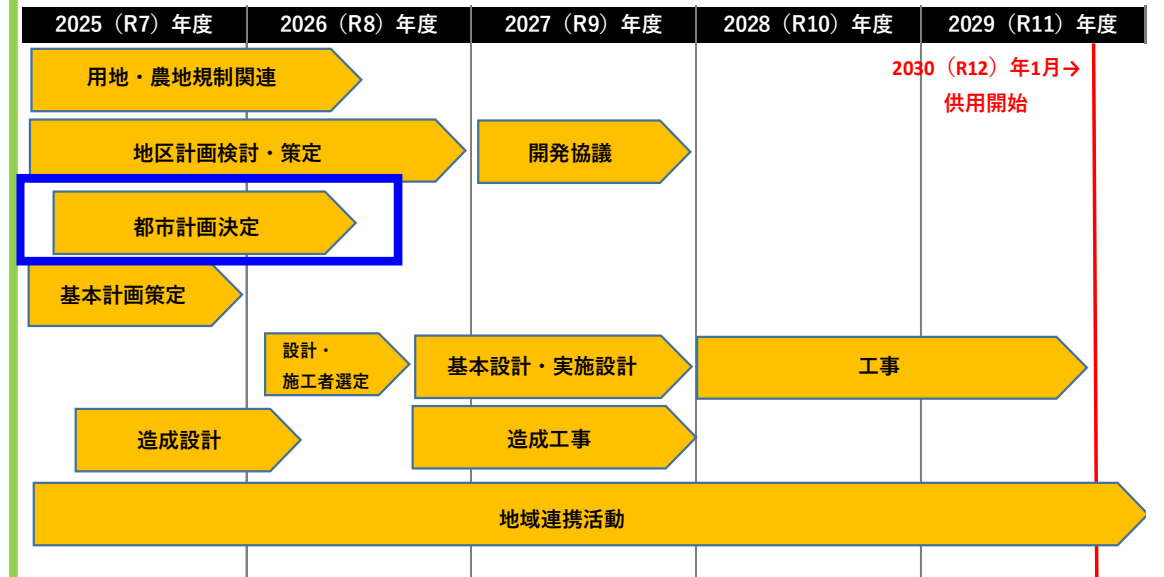 2025（R7）年度
2026（R8）年度
2027（R9）年度
2028（R10）年度
2029（R11）年度
2030（R12）年1月→
供用開始
用地・農地規制関連
地区計画検討・策定
開発協議
都市計画決定
基本計画策定
設計・
施工者選定
基本設計・実施設計
工事
造成設計
造成工事
地域連携活動